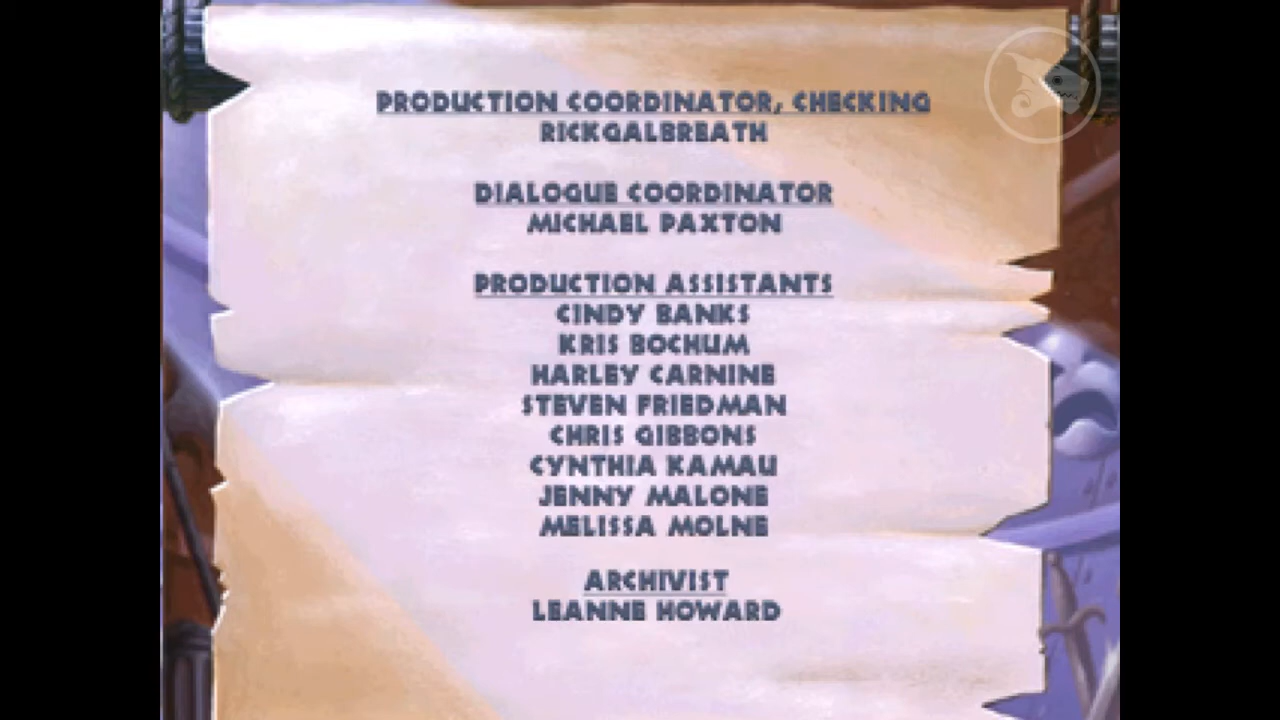 PRODUCTION COORDINATOR, CHECKING
RICKGALBREATH
DIALOGUE COORDINATOR
MICHAEL PAXTON
PRODUCTION ASSISTANTS
CINDY BANKS
KRIS BOCHUM
HARLEY CARNINE
STEVEN FRIEDMAN
CHRIS GIBBONS
CYNTHIA KAMAU
JENNY MALONE
MELISSA MOLNE
ARCHIVIST
LEANNE HOWARD